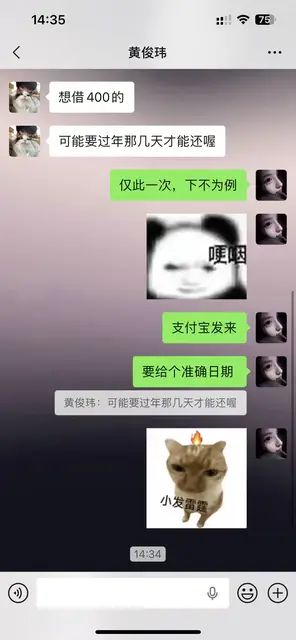 14:35
75
黄俊玮
想借400的
可能要过年那几天才能还喔
仅此一次，下不为例
哽咽
支付宝发来
要给个准确日期
黄俊玮：可能要过年那几天才能还喔
小发雷霆
14:34